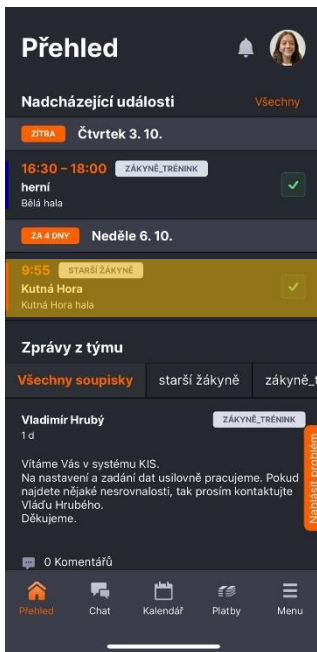 Přehled
Nadcházející události
Všechny
ZÍTRA Čtvrtek 3. 10.
16:30 – 18:00 ZÁKYNĚ_TRÉNINK
herní
Bělá hala
ZA 4 DNY Neděle 6. 10.
9:55 STARŠÍ ŽÁKYNĚ
Kutná Hora
Kutná Hora hala
Zprávy z týmu
Všechny soupisky starší žákyně zákyně_t
Vladimír Hrubý ZÁKYNĚ_TRÉNINK
1 d
Vítáme Vás v systému KIS.
Na nastavení a zadání dat usilovně pracujeme. Pokud
najdete nějaké nesrovnalosti, tak prosím kontaktujte
Vláďu Hrubého.
Děkujeme.
Nahlásit problém
0 Komentářů
Přehled Chat Kalendář Platby Menu